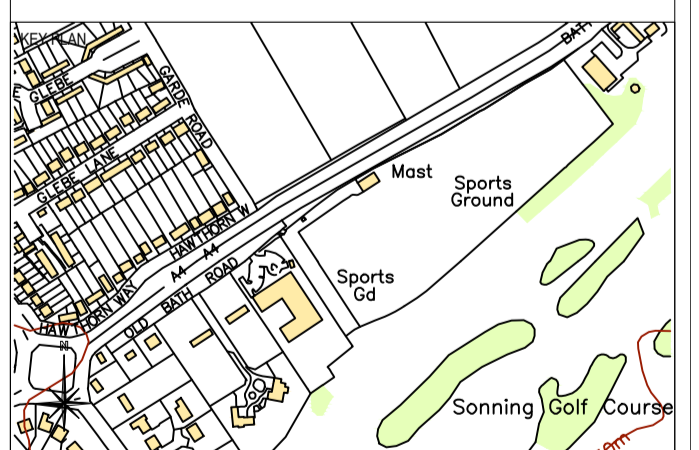 KEY PLAN
BATH
GLEBE
GARDE ROAD
GLEBE LANE
Mast
Sports
Ground
HAWTHORN W
A4 A4
Sports
Gd
OLD BATH ROAD
HAWTHORN WAY
N
Sonning Golf Course